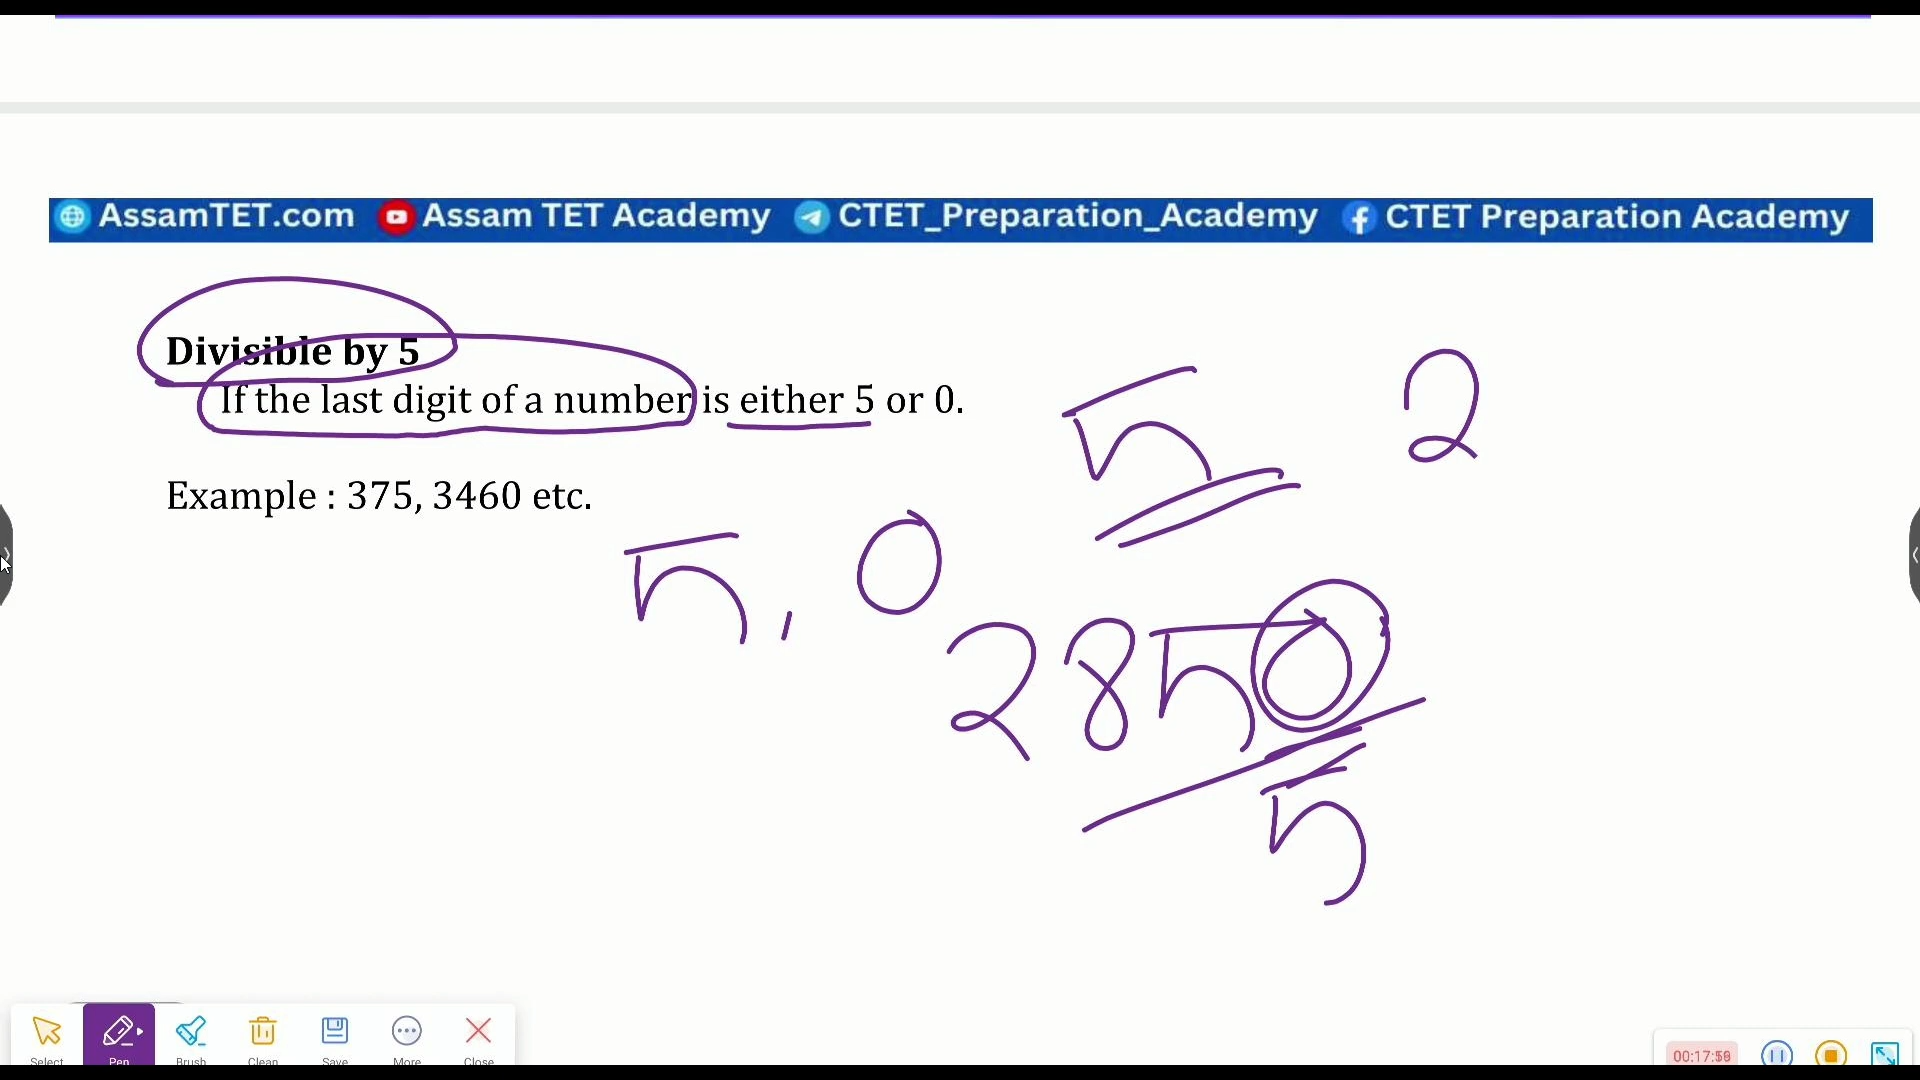 AssamTET.com Assam TET Academy CTET_Preparation_Academy CTET Preparation Academy
Divisible by 5
If the last digit of a number is either 5 or 0.
Example : 375, 3460 etc.
5 2
5, 0
2850
5
Select Pen Brush Clean Save More Close
00:17:56